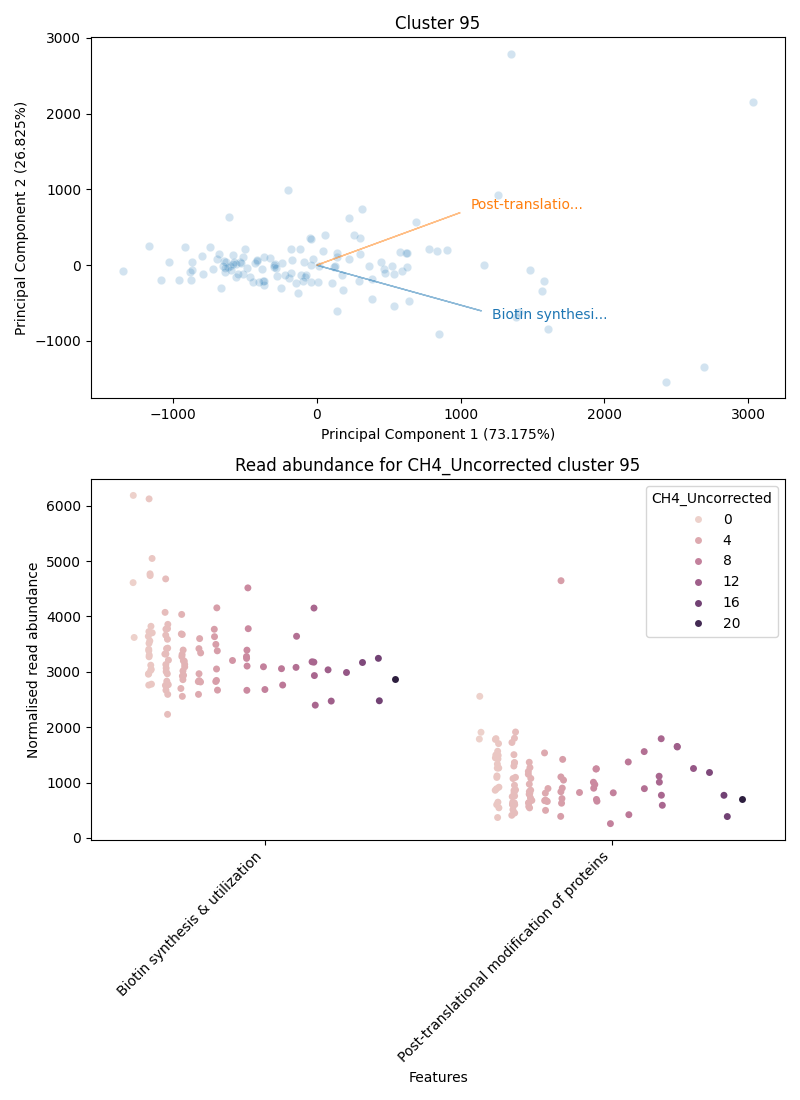 Cluster 95
3000
2000
1000
0
−1000
Principal Component 2 (26.825%)
Post-translatio...
Biotin synthesi...
−1000
0
1000
2000
3000
Principal Component 1 (73.175%)
Read abundance for CH4_Uncorrected cluster 95
6000
5000
4000
3000
2000
1000
0
Normalised read abundance
CH4_Uncorrected
0
4
8
12
16
20
Biotin synthesis & utilization
Post-translational modification of proteins
Features